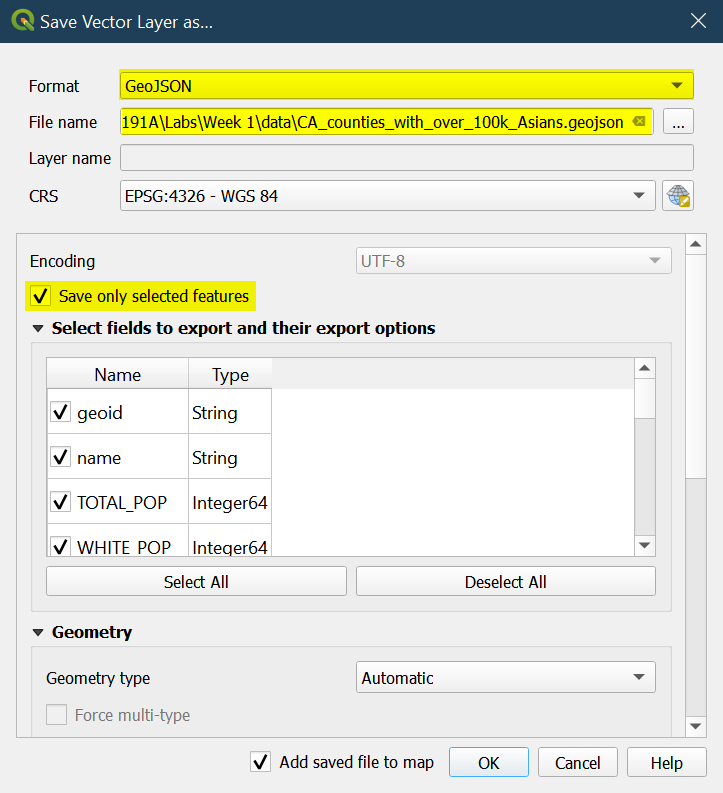 Save Vector Layer as...
Format GeoJSON
File name 191A\Labs\Week 1\data\CA_counties_with_over_100k_Asians.geojson ...
Layer name
CRS EPSG:4326 - WGS 84
Encoding UTF-8
Save only selected features
Select fields to export and their export options
Name Type
geoid String
name String
TOTAL_POP Integer64
WHITE_POP Integer64
Select All Deselect All
Geometry
Geometry type Automatic
Force multi-type
Add saved file to map OK Cancel Help